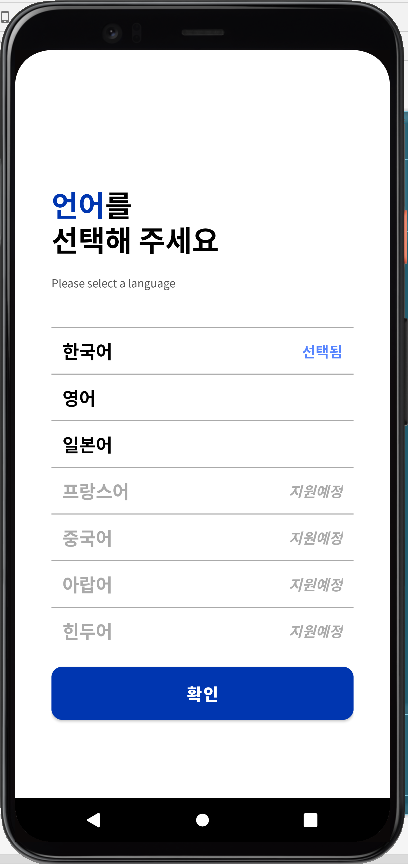 언어를
선택해 주세요
Please select a language
한국어 선택됨
영어
일본어
프랑스어 지원예정
중국어 지원예정
아랍어 지원예정
힌두어 지원예정
확인